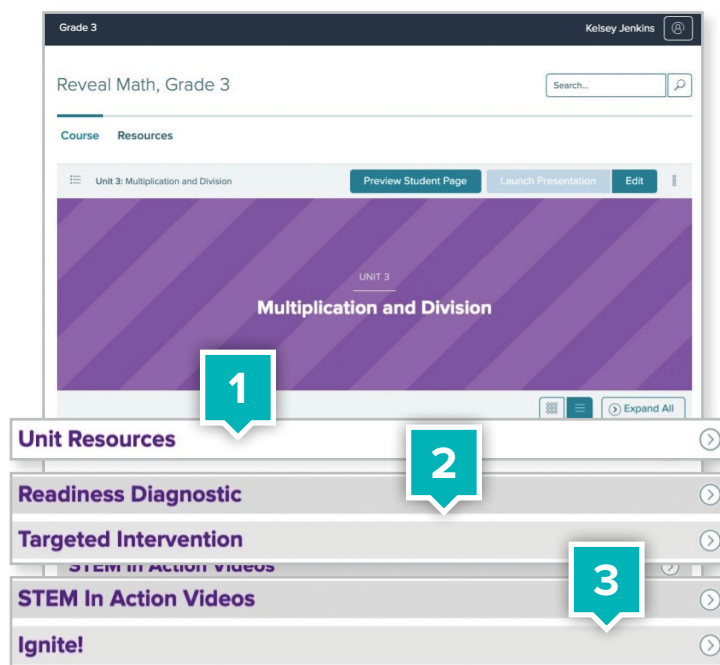 Grade 3
Kelsey Jenkins
Reveal Math, Grade 3
Search...
Course Resources
Unit 3: Multiplication and Division
Preview Student Page
Launch Presentation
Edit
UNIT 3
Multiplication and Division
1
Expand All
Unit Resources
2
Readiness Diagnostic
Targeted Intervention
STEM In Action Videos
3
STEM In Action Videos
Ignite!